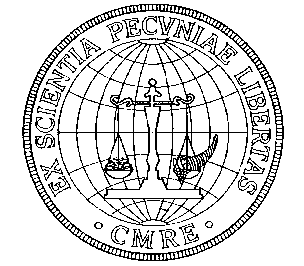 EX SCIENTIA PECVNIAE LIBERTAS
· CMRE ·